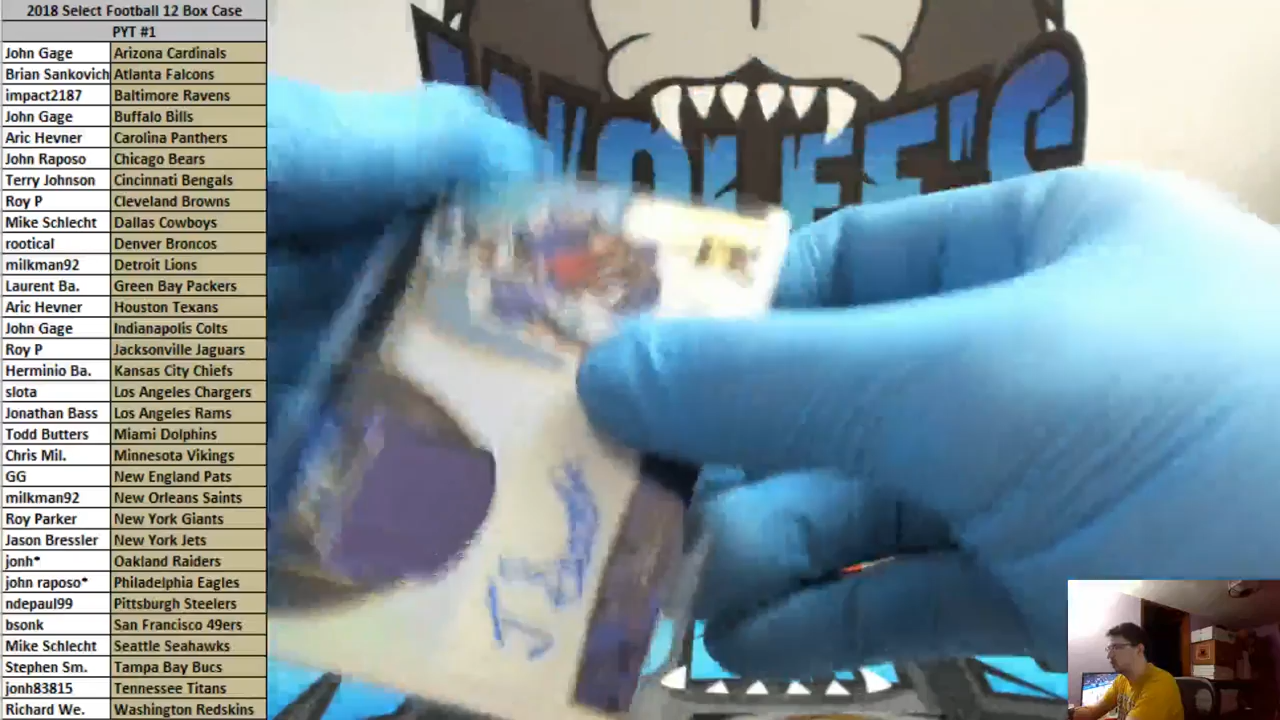 2018 Select Football 12 Box Case
PYT #1
John Gage Arizona Cardinals
Brian Sankovich Atlanta Falcons
impact2187 Baltimore Ravens
John Gage Buffalo Bills
Aric Hevner Carolina Panthers
John Raposo Chicago Bears
Terry Johnson Cincinnati Bengals
Roy P Cleveland Browns
Mike Schlecht Dallas Cowboys
rootical Denver Broncos
milkman92 Detroit Lions
Laurent Ba. Green Bay Packers
Aric Hevner Houston Texans
John Gage Indianapolis Colts
Roy P Jacksonville Jaguars
Herminio Ba. Kansas City Chiefs
slota Los Angeles Chargers
Jonathan Bass Los Angeles Rams
Todd Butters Miami Dolphins
Chris Mil. Minnesota Vikings
GG New England Pats
milkman92 New Orleans Saints
Roy Parker New York Giants
Jason Bressler New York Jets
jonh* Oakland Raiders
john raposo* Philadelphia Eagles
ndepaul99 Pittsburgh Steelers
bsonk San Francisco 49ers
Mike Schlecht Seattle Seahawks
Stephen Sm. Tampa Bay Bucs
jonh83815 Tennessee Titans
Richard We. Washington Redskins